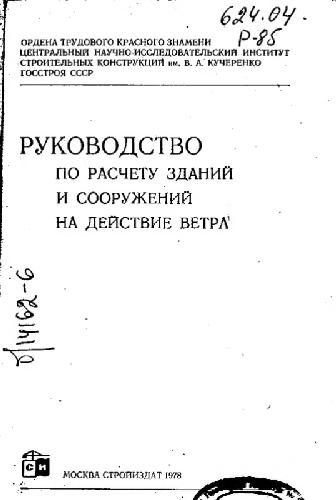 624.04.
Р-85
ОРДЕНА ТРУДОВОГО КРАСНОГО ЗНАМЕНИ
ЦЕНТРАЛЬНЫЙ НАУЧНО-ИССЛЕДОВАТЕЛЬСКИЙ ИНСТИТУТ
СТРОИТЕЛЬНЫХ КОНСТРУКЦИЙ им. В. А. КУЧЕРЕНКО
ГОССТРОЯ СССР
РУКОВОДСТВО
ПО РАСЧЕТУ ЗДАНИЙ
И СООРУЖЕНИЙ
НА ДЕЙСТВИЕ ВЕТРА
14162-6
СИ
МОСКВА СТРОЙИЗДАТ 1978